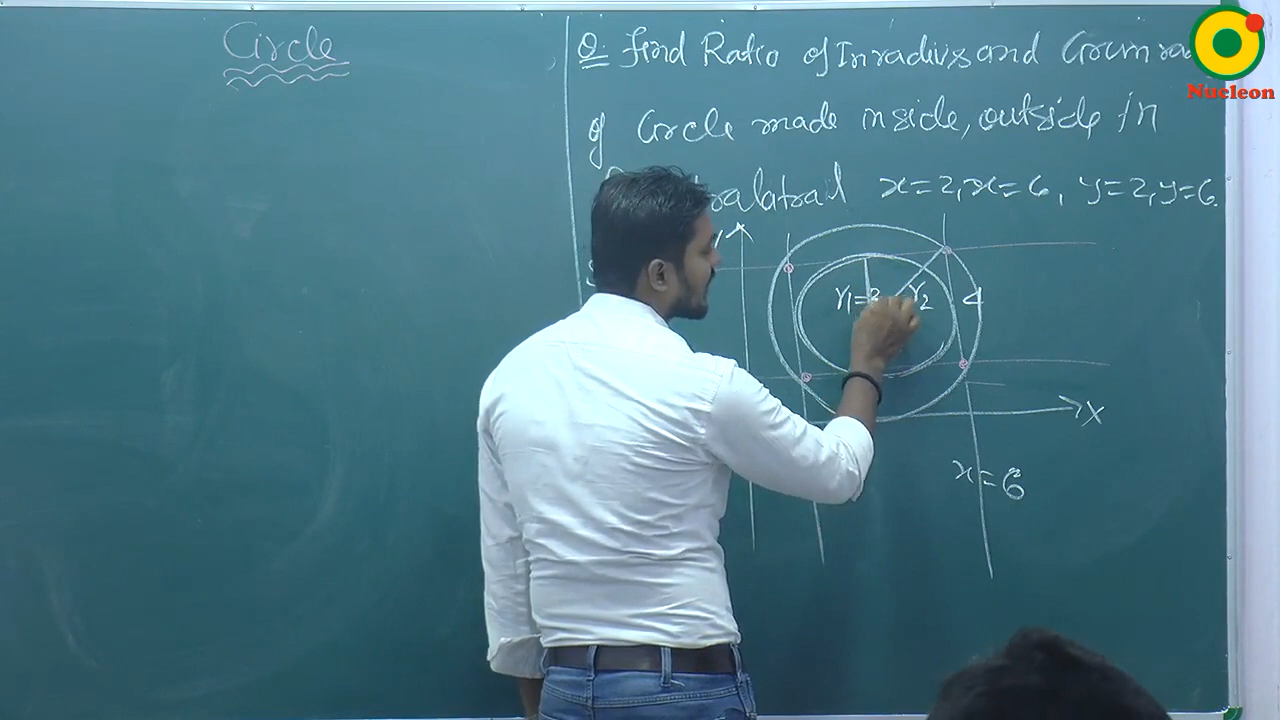 Circle
Q. Find Ratio of Inradius and
of Circle made inside, outside in
x=2, x=6, y=2, y=6.
Y
r1=2 r2 4
X
x=6
Nucleon